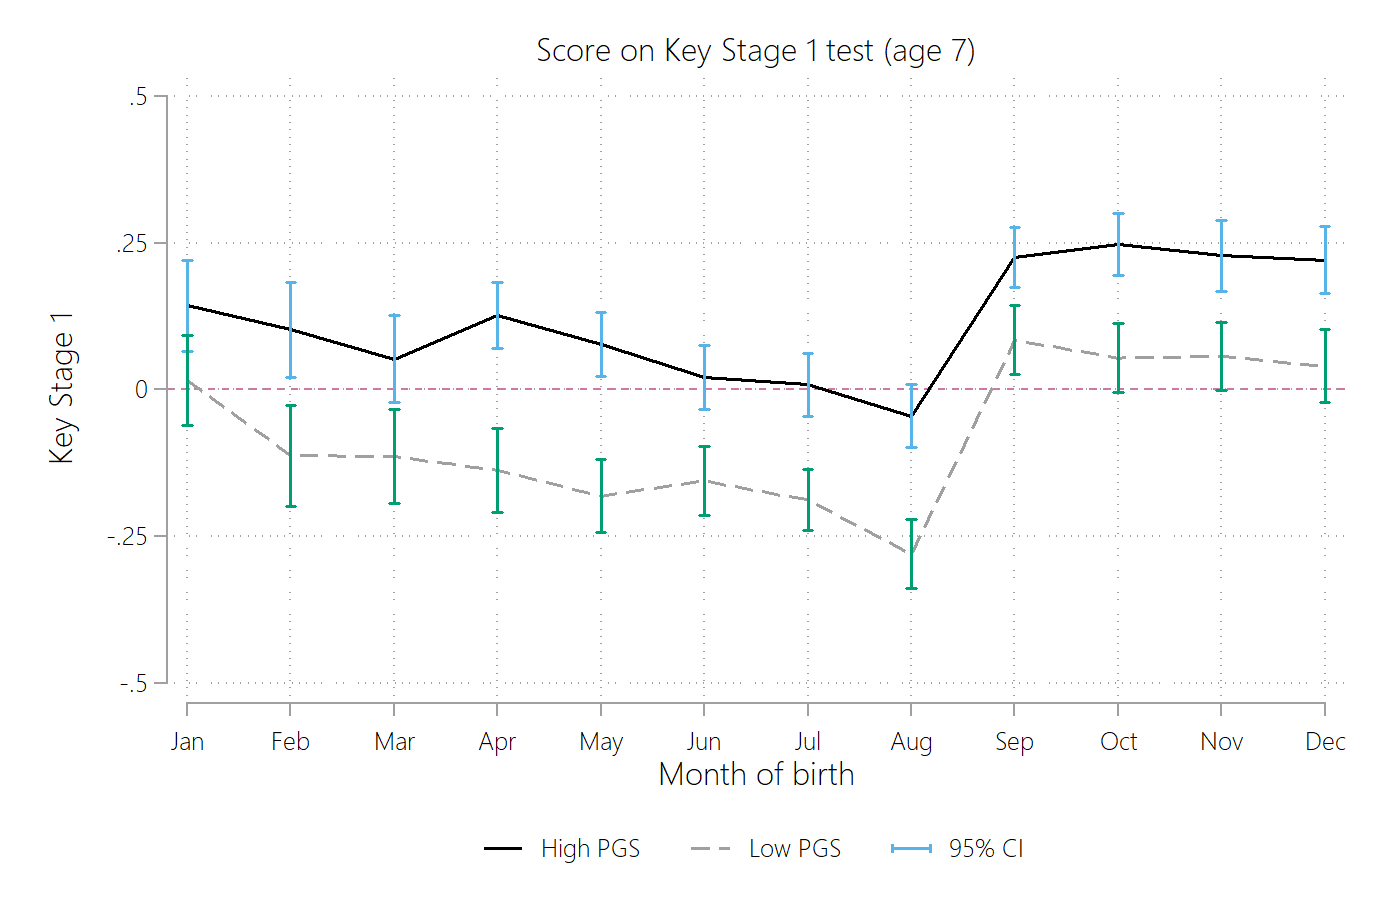 Score on Key Stage 1 test (age 7)
.5
.25
0
-.25
-.5
Key Stage 1
Jan Feb Mar Apr May Jun Jul Aug Sep Oct Nov Dec
Month of birth
High PGS Low PGS 95% CI